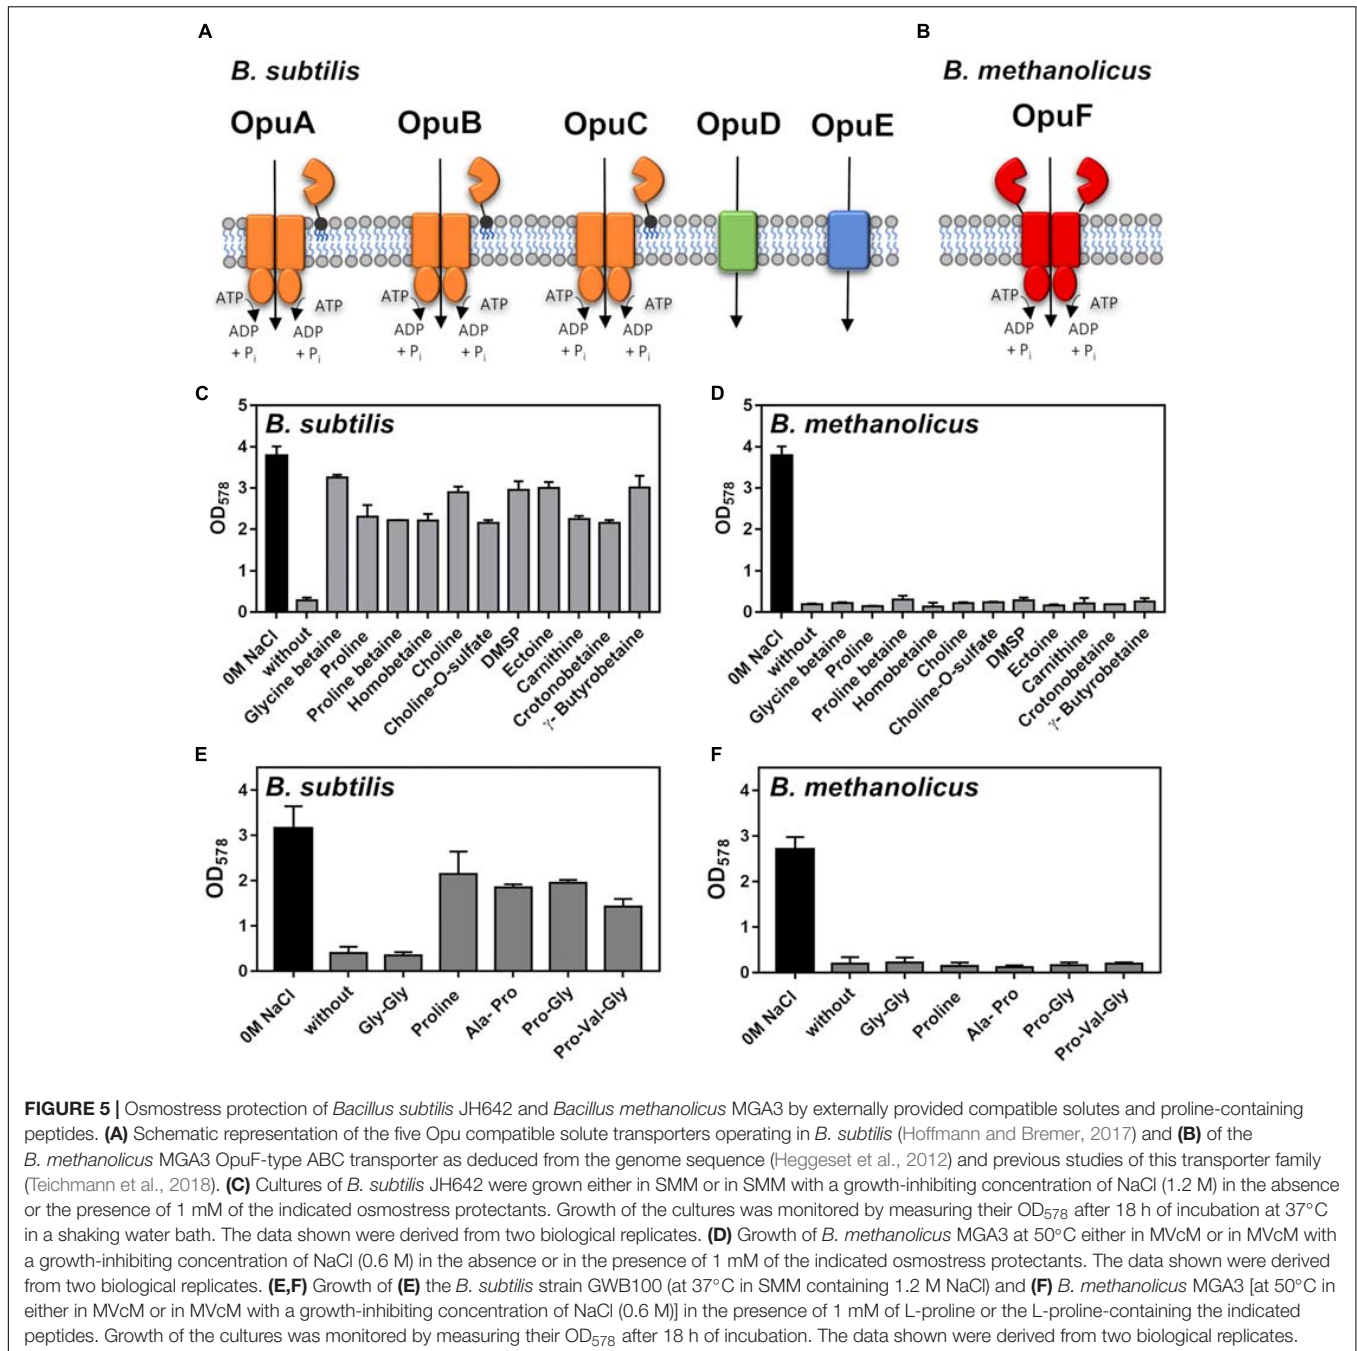 A
B
B. subtilis
B. methanolicus
OpuA
OpuB
OpuC
OpuD
OpuE
OpuF
ATP
ATP
ADP
+ Pi
ADP
+ Pi
ATP
ATP
ADP
+ Pi
ADP
+ Pi
ATP
ATP
ADP
+ Pi
ADP
+ Pi
ATP
ATP
ADP
+ Pi
ADP
+ Pi
C
B. subtilis
OD578
5
4
3
2
1
0
0M NaCl
without
Glycine betaine
Proline
Proline betaine
Homobetaine
Choline
Choline-O-sulfate
DMSP
Ectoine
Carnithine
Crotonobetaine
γ- Butyrobetaine
D
B. methanolicus
OD578
5
4
3
2
1
0
0M NaCl
without
Glycine betaine
Proline
Proline betaine
Homobetaine
Choline
Choline-O-sulfate
DMSP
Ectoine
Carnithine
Crotonobetaine
γ- Butyrobetaine
E
B. subtilis
OD578
4
3
2
1
0
0M NaCl
without
Gly-Gly
Proline
Ala- Pro
Pro-Gly
Pro-Val-Gly
F
B. methanolicus
OD578
4
3
2
1
0
0M NaCl
without
Gly-Gly
Proline
Ala- Pro
Pro-Gly
Pro-Val-Gly
FIGURE 5 | Osmostress protection of Bacillus subtilis JH642 and Bacillus methanolicus MGA3 by externally provided compatible solutes and proline-containing
peptides. (A) Schematic representation of the five Opu compatible solute transporters operating in B. subtilis (Hoffmann and Bremer, 2017) and (B) of the
B. methanolicus MGA3 OpuF-type ABC transporter as deduced from the genome sequence (Heggeset et al., 2012) and previous studies of this transporter family
(Teichmann et al., 2018). (C) Cultures of B. subtilis JH642 were grown either in SMM or in SMM with a growth-inhibiting concentration of NaCl (1.2 M) in the absence
or the presence of 1 mM of the indicated osmostress protectants. Growth of the cultures was monitored by measuring their OD578 after 18 h of incubation at 37°C
in a shaking water bath. The data shown were derived from two biological replicates. (D) Growth of B. methanolicus MGA3 at 50°C either in MVcM or in MVcM with
a growth-inhibiting concentration of NaCl (0.6 M) in the absence or in the presence of 1 mM of the indicated osmostress protectants. The data shown were derived
from two biological replicates. (E,F) Growth of (E) the B. subtilis strain GWB100 (at 37°C in SMM containing 1.2 M NaCl) and (F) B. methanolicus MGA3 [at 50°C in
either in MVcM or in MVcM with a growth-inhibiting concentration of NaCl (0.6 M)] in the presence of 1 mM of L-proline or the L-proline-containing the indicated
peptides. Growth of the cultures was monitored by measuring their OD578 after 18 h of incubation. The data shown were derived from two biological replicates.